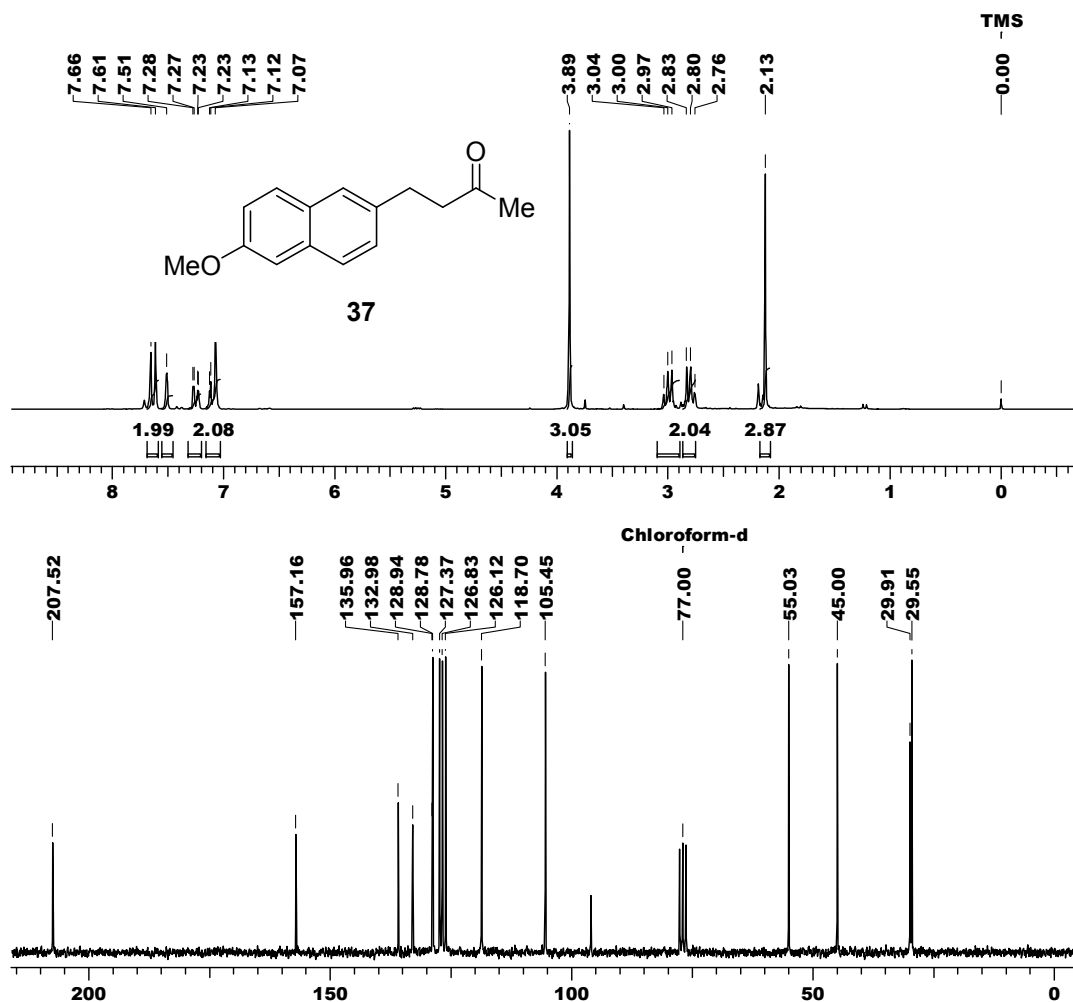 TMS
7.66 7.61 7.51 7.28 7.27 7.23 7.23 7.13 7.12 7.07 3.89 3.04 3.00 2.97 2.83 2.80 2.76 2.13 0.00
O
Me
MeO
37
1.99 2.08 3.05 2.04 2.87
8 7 6 5 4 3 2 1 0
Chloroform-d
207.52 157.16 135.96 132.98 128.94 128.78 127.37 126.83 126.12 118.70 105.45 77.00 55.03 45.00 29.91 29.55
200 150 100 50 0